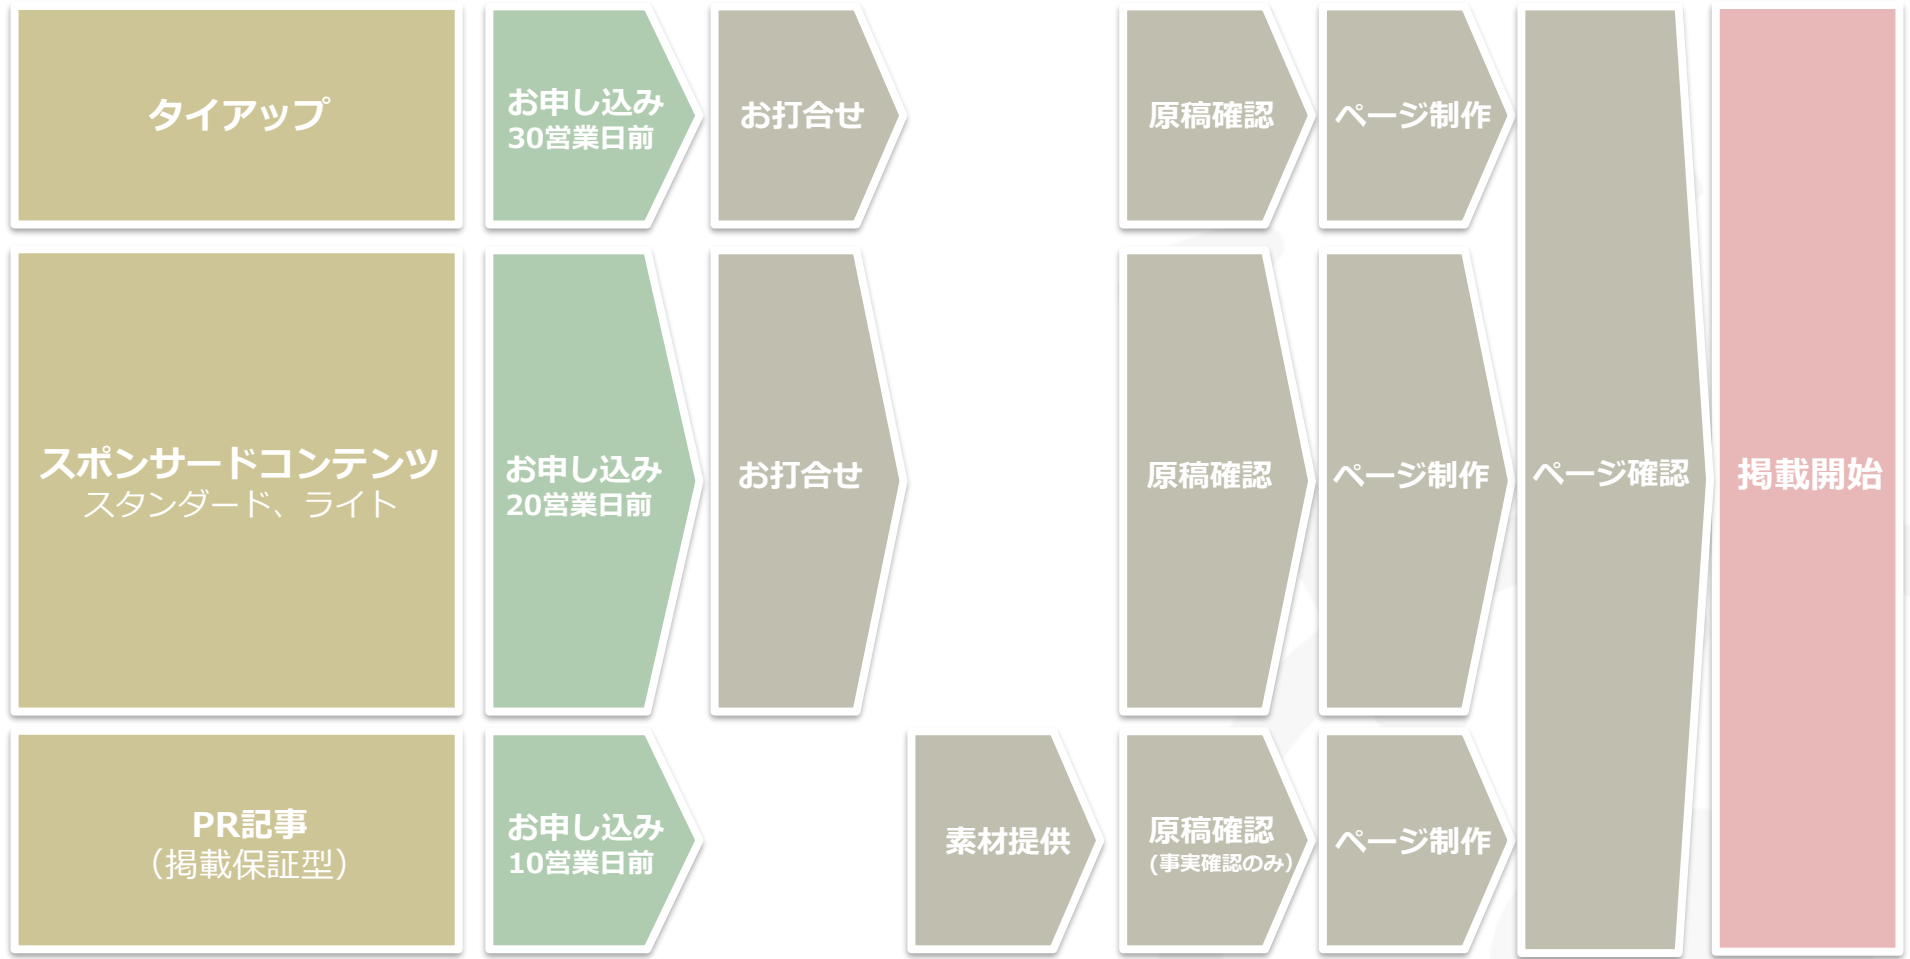 タイアップ
お申し込み
30営業日前
お打合せ
原稿確認
ページ制作
スポンサードコンテンツ
スタンダード、ライト
お申し込み
20営業日前
お打合せ
原稿確認
ページ制作
ページ確認
掲載開始
PR記事
（掲載保証型）
お申し込み
10営業日前
素材提供
原稿確認
(事実確認のみ)
ページ制作